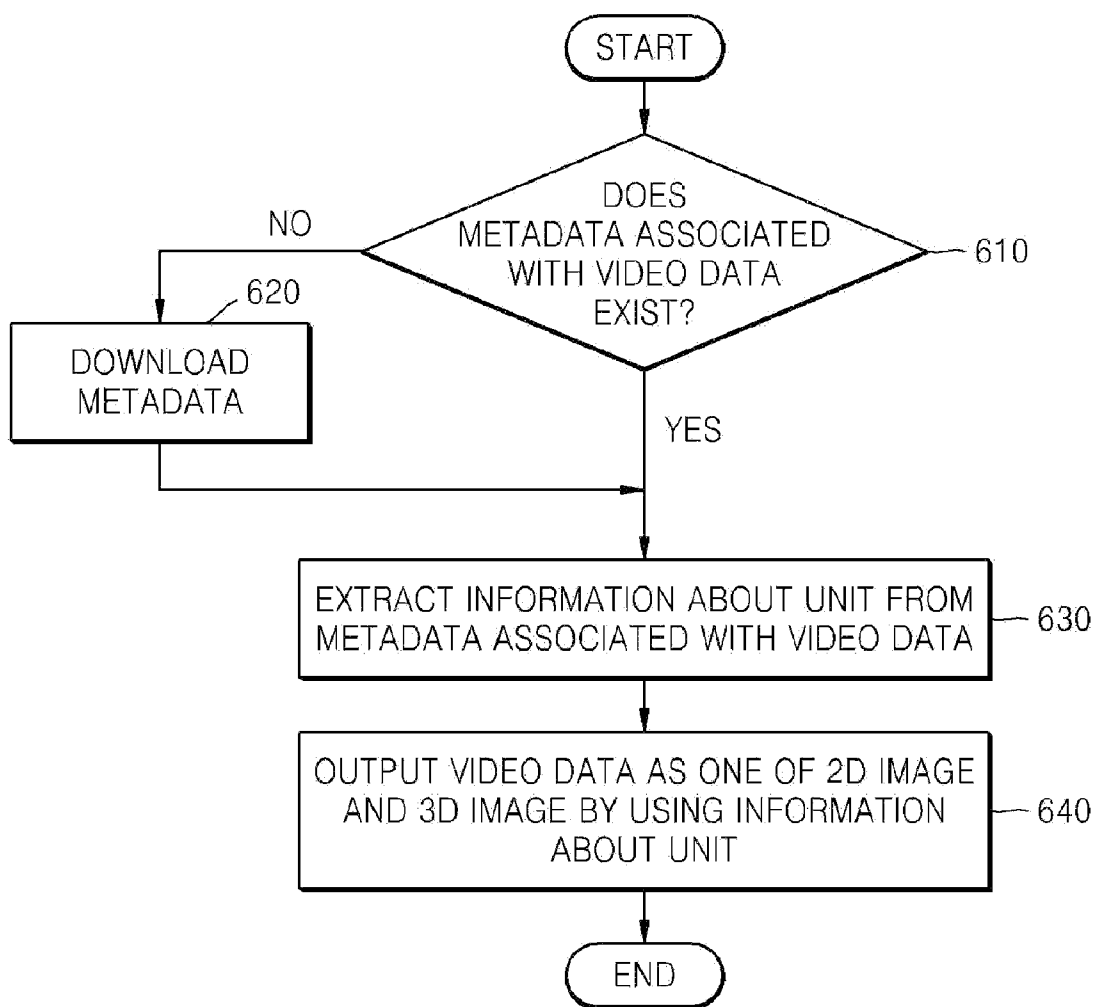 START
DOES
METADATA ASSOCIATED
WITH VIDEO DATA
EXIST?
610
NO
620
DOWNLOAD
METADATA
YES
EXTRACT INFORMATION ABOUT UNIT FROM
METADATA ASSOCIATED WITH VIDEO DATA
630
OUTPUT VIDEO DATA AS ONE OF 2D IMAGE
AND 3D IMAGE BY USING INFORMATION
ABOUT UNIT
640
END